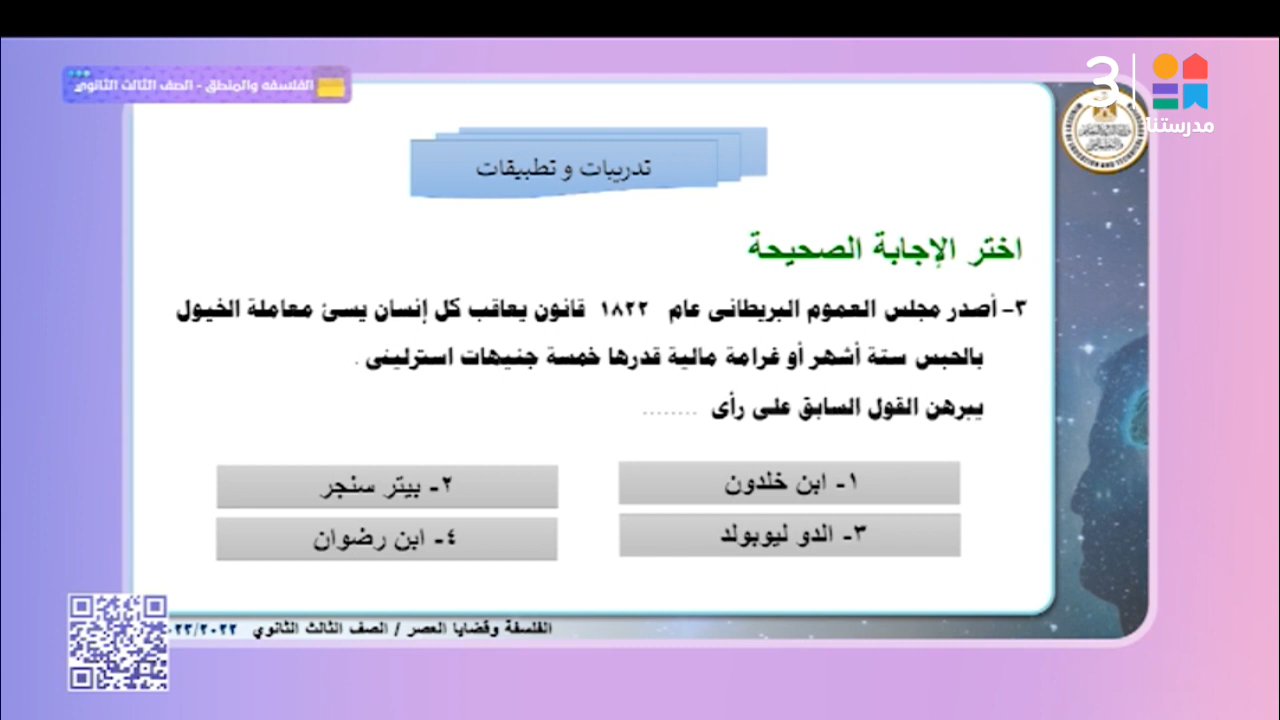 الفلسفه والمنطق - الصف الثالث الثانوي
3
مدرستنا
تدريبات و تطبيقات
اختر الإجابة الصحيحة
٣- أصدر مجلس العموم البريطانى عام ١٨٢٢ قانون يعاقب كل إنسان يسئ معاملة الخيول
بالحبس ستة أشهر أو غرامة مالية قدرها خمسة جنيهات استرلينى .
يبرهن القول السابق على رأى ........
١- ابن خلدون
٢- بيتر سنجر
٣- الدو ليوبولد
٤- ابن رضوان
الفلسفة وقضايا العصر / الصف الثالث الثانوي ٢٠٢٢/